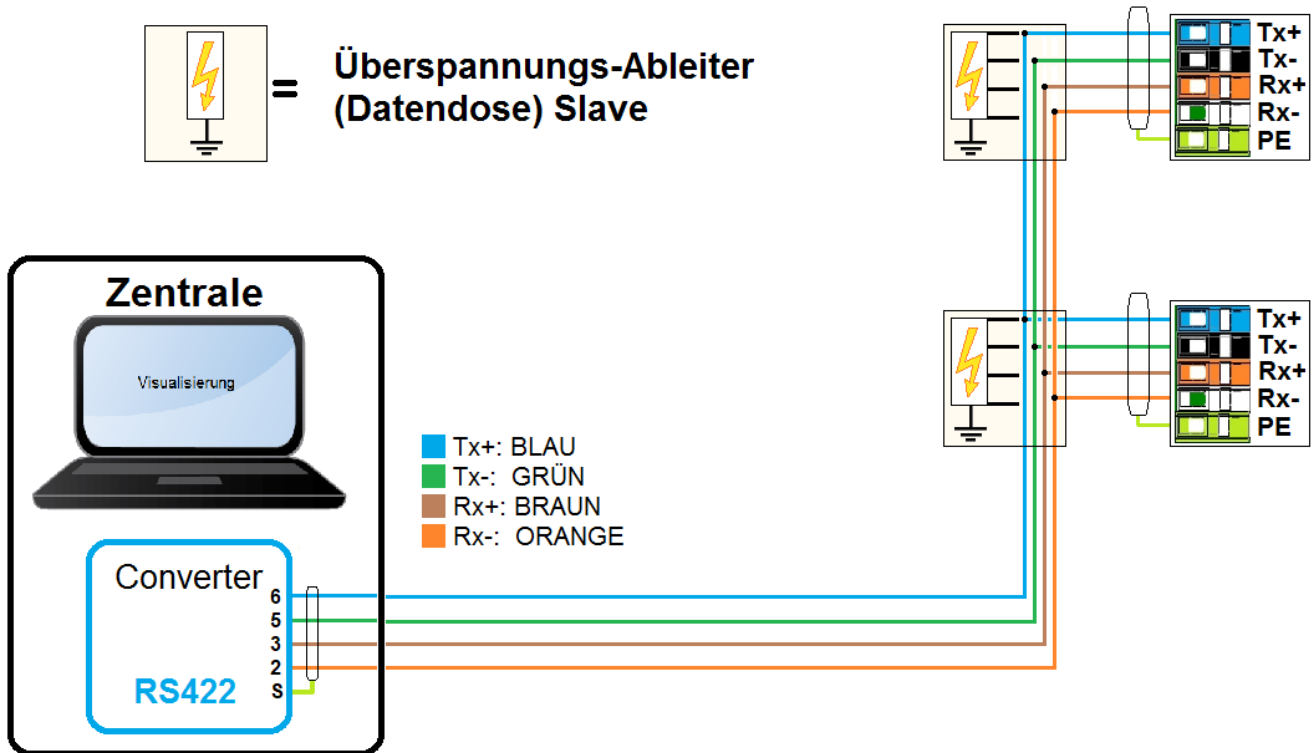 =
Überspannungs-Ableiter
(Datendose) Slave
Tx+
Tx-
Rx+
Rx-
PE
Zentrale
Visualisierung
Tx+: BLAU
Tx-: GRÜN
Rx+: BRAUN
Rx-: ORANGE
Tx+
Tx-
Rx+
Rx-
PE
Converter
6
5
3
2
S
RS422